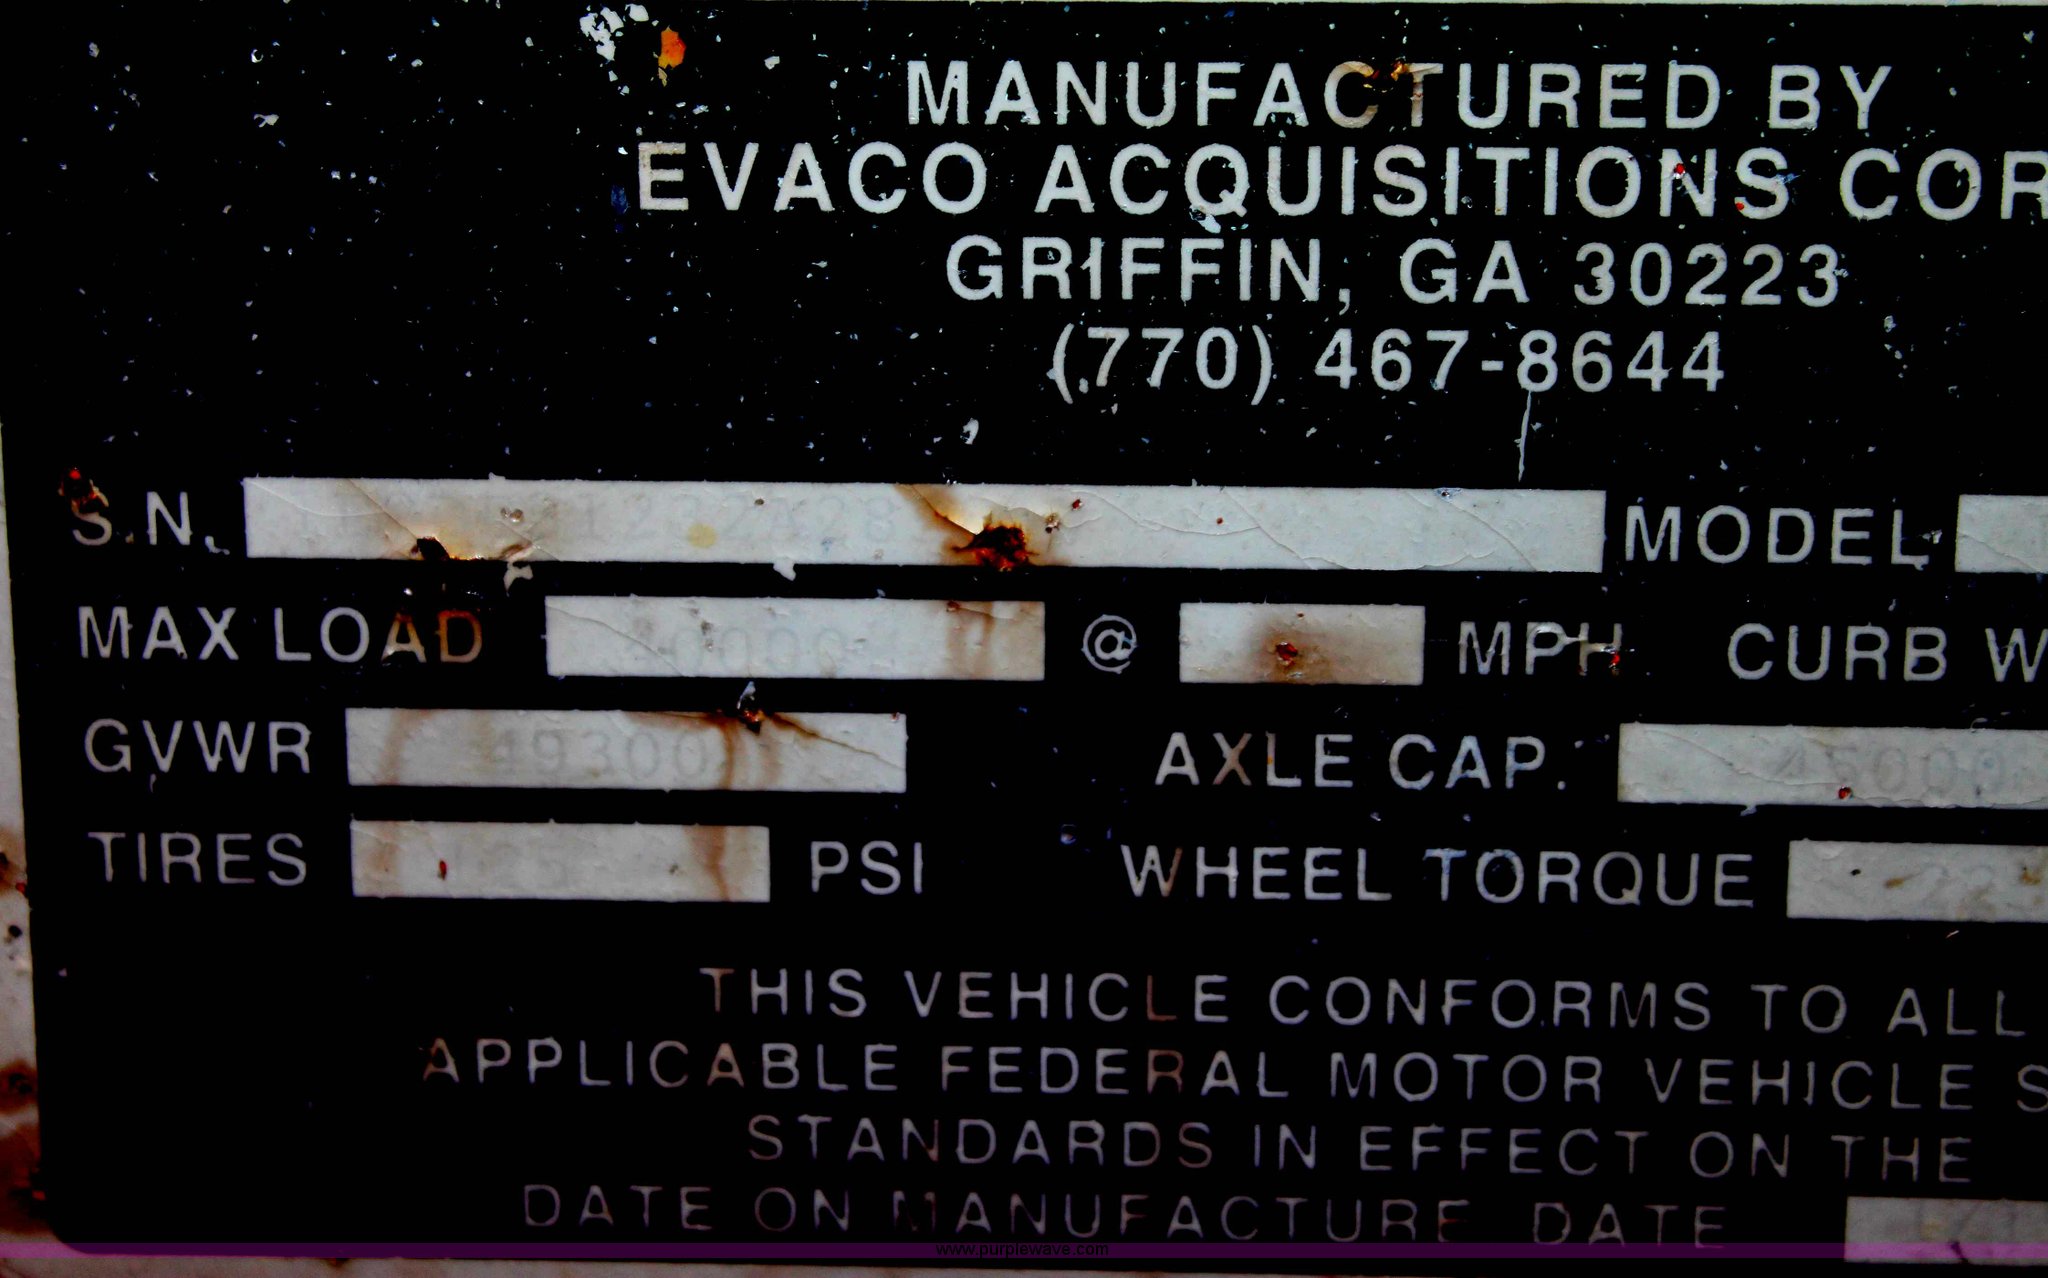 MANUFACTURED BY
EVACO ACQUISITIONS COR
GRIFFIN, GA 30223
(770) 467-8644
S.N. MODEL
MAX LOAD @ MPH CURB W
GVWR 49300 AXLE CAP. 45000
TIRES PSI WHEEL TORQUE
THIS VEHICLE CONFORMS TO ALL
APPLICABLE FEDERAL MOTOR VEHICLE S
STANDARDS IN EFFECT ON THE
DATE ON MANUFACTURE DATE
www.purplewave.com